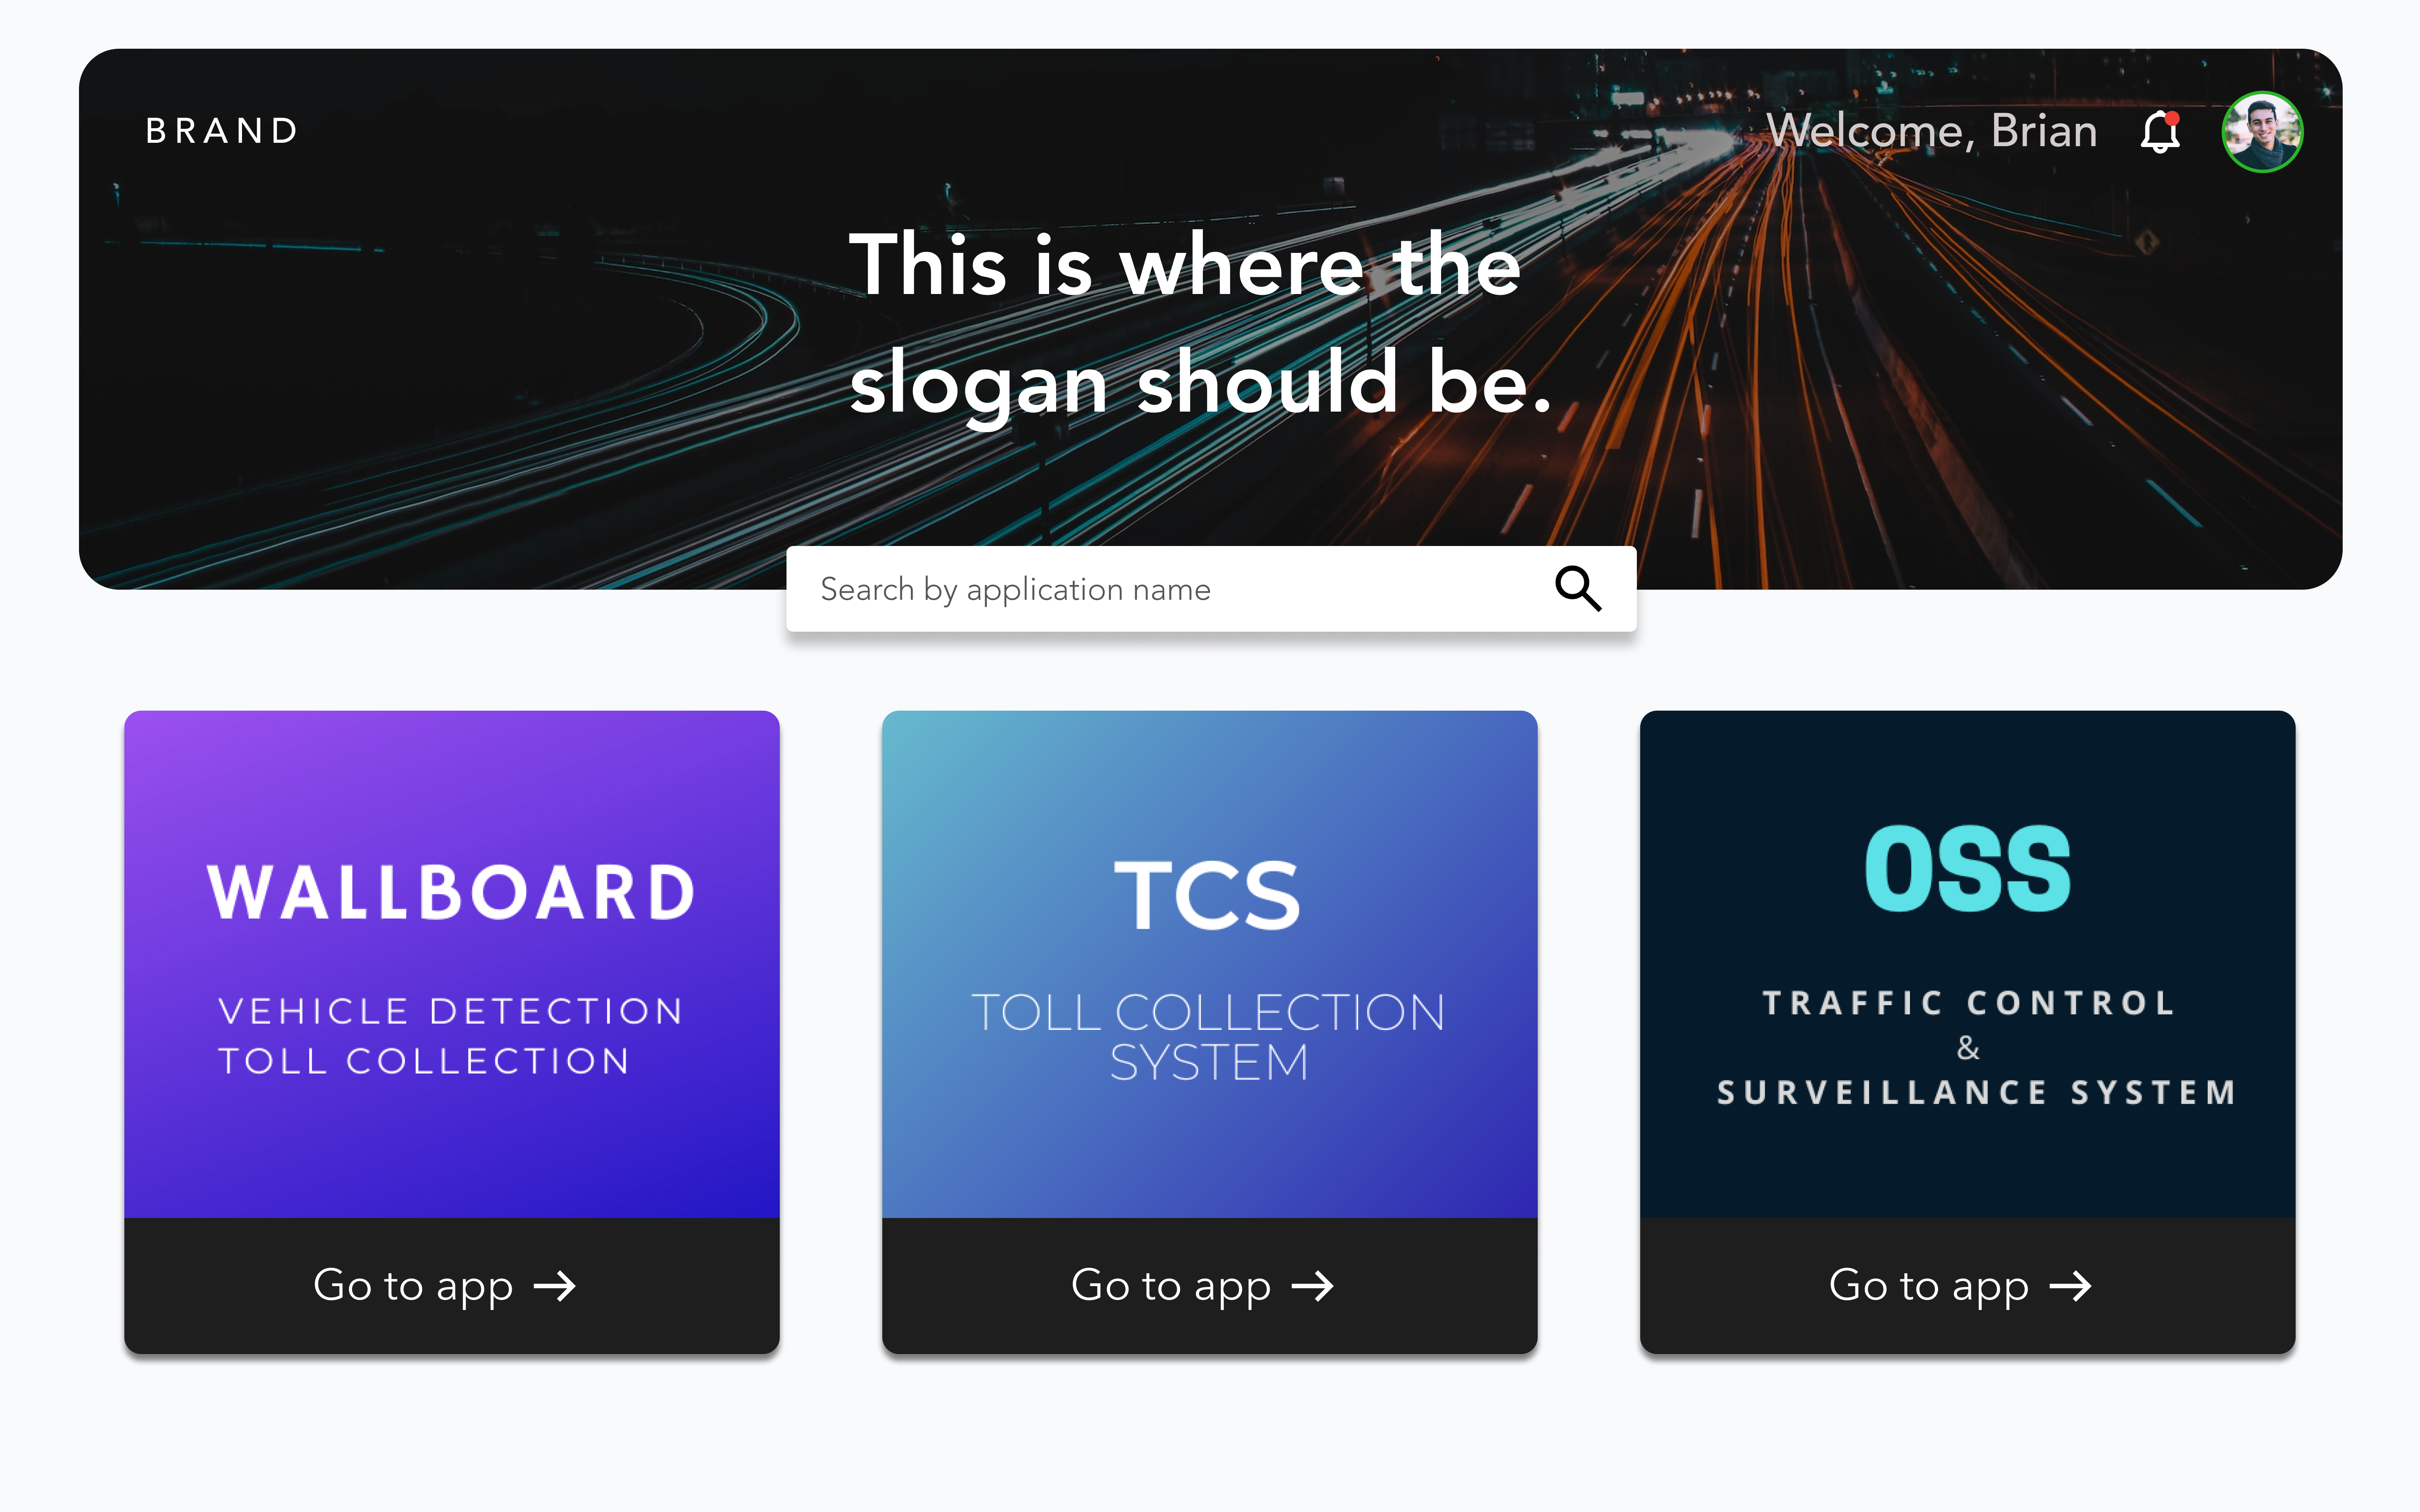 BRAND
Welcome, Brian
This is where the
slogan should be.
Search by application name
WALLBOARD
VEHICLE DETECTION
TOLL COLLECTION
Go to app
TCS
TOLL COLLECTION
SYSTEM
Go to app
OSS
TRAFFIC CONTROL
&
SURVEILLANCE SYSTEM
Go to app